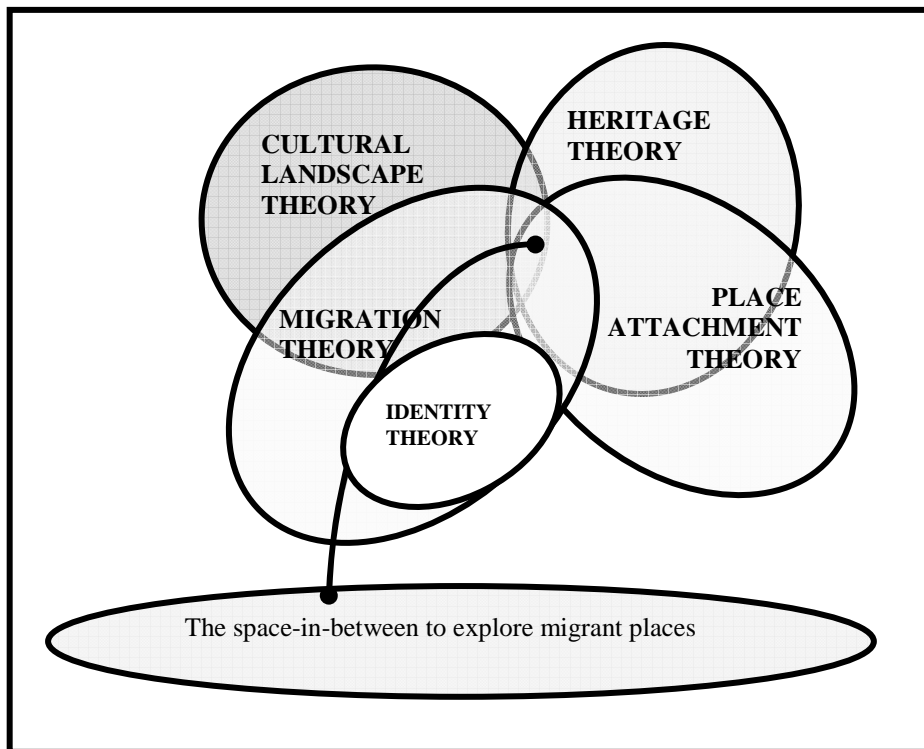 CULTURAL
LANDSCAPE
THEORY
HERITAGE
THEORY
MIGRATION
THEORY
PLACE
ATTACHMENT
THEORY
IDENTITY
THEORY
The space-in-between to explore migrant places